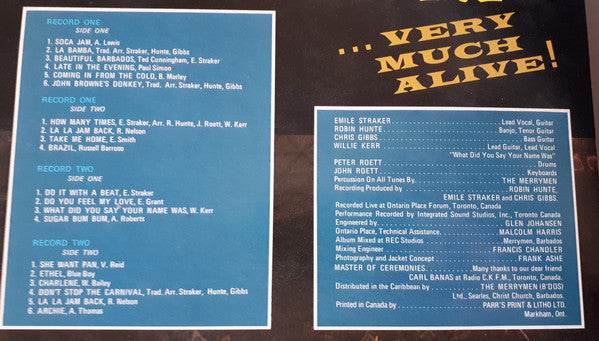 RECORD ONE
SIDE ONE
1. SOCA JAM, A. Lewis
2. LA BAMBA, Trad. Arr. Straker, Hunte, Gibbs
3. BEAUTIFUL BARBADOS, Ted Cunningham, E. Straker
4. LATE IN THE EVENING, Paul Simon
5. COMING IN FROM THE COLD, B. Marley
6. JOHN BROWNE'S DONKEY, Trad. Arr. Straker, Hunte, Gibbs
RECORD ONE
SIDE TWO
1. HOW MANY TIMES, E. Straker, Arr. R. Hunte, J. Roett, W. Kerr
2. LA LA JAM BACK, R. Nelson
3. TAKE ME HOME, E. Smith
4. BRAZIL, Russell Barroso
RECORD TWO
SIDE ONE
1. DO IT WITH A BEAT, E. Straker
2. DO YOU FEEL MY LOVE, E. Grant
3. WHAT DID YOU SAY YOUR NAME WAS, W. Kerr
4. SUGAR BUM BUM, A. Roberts
RECORD TWO
SIDE TWO
1. SHE WANT PAN, V. Reid
2. ETHEL, Blue Boy
3. CHARLENE, W. Bailey
4. DON'T STOP THE CARNIVAL, Trad. Arr. Straker, Hunte, Gibbs
5. LA LA JAM BACK, R. Nelson
6. ARCHIE, A. Thomas
...VERY
MUCH
ALIVE!
EMILE STRAKER Lead Vocal, Guitar
ROBIN HUNTE Banjo, Tenor Guitar
CHRIS GIBBS Bass Guitar
WILLIE KERR Lead Guitar, Lead Vocal
"What Did You Say Your Name Was"
PETER ROETT Drums
JOHN ROETT Keyboards
Percussion On All Tunes By THE MERRYMEN
Recording Produced by ROBIN HUNTE,
EMILE STRAKER and CHRIS GIBBS.
Recorded Live at Ontario Place Forum, Toronto, Canada
Performance Recorded by Integrated Sound Studios, Inc., Toronto Canada
Engineered by GLEN JOHANSEN
Ontario Place, Technical Assistance MALCOLM HARRIS
Album Mixed at REC Studios Merrymen, Barbados
Mixing Engineer FRANCIS CHANDLER
Photography and Jacket Concept FRANK ASHE
MASTER OF CEREMONIES Many thanks to our dear friend
CARL BANAS at Radio C.K.F.M., Toronto, Canada.
Distributed in the Caribbean by THE MERRYMEN (B'DOS)
Ltd., Searles, Christ Church, Barbados.
Printed in Canada by PARR'S PRINT & LITHO LTD.
Markham, Ont.